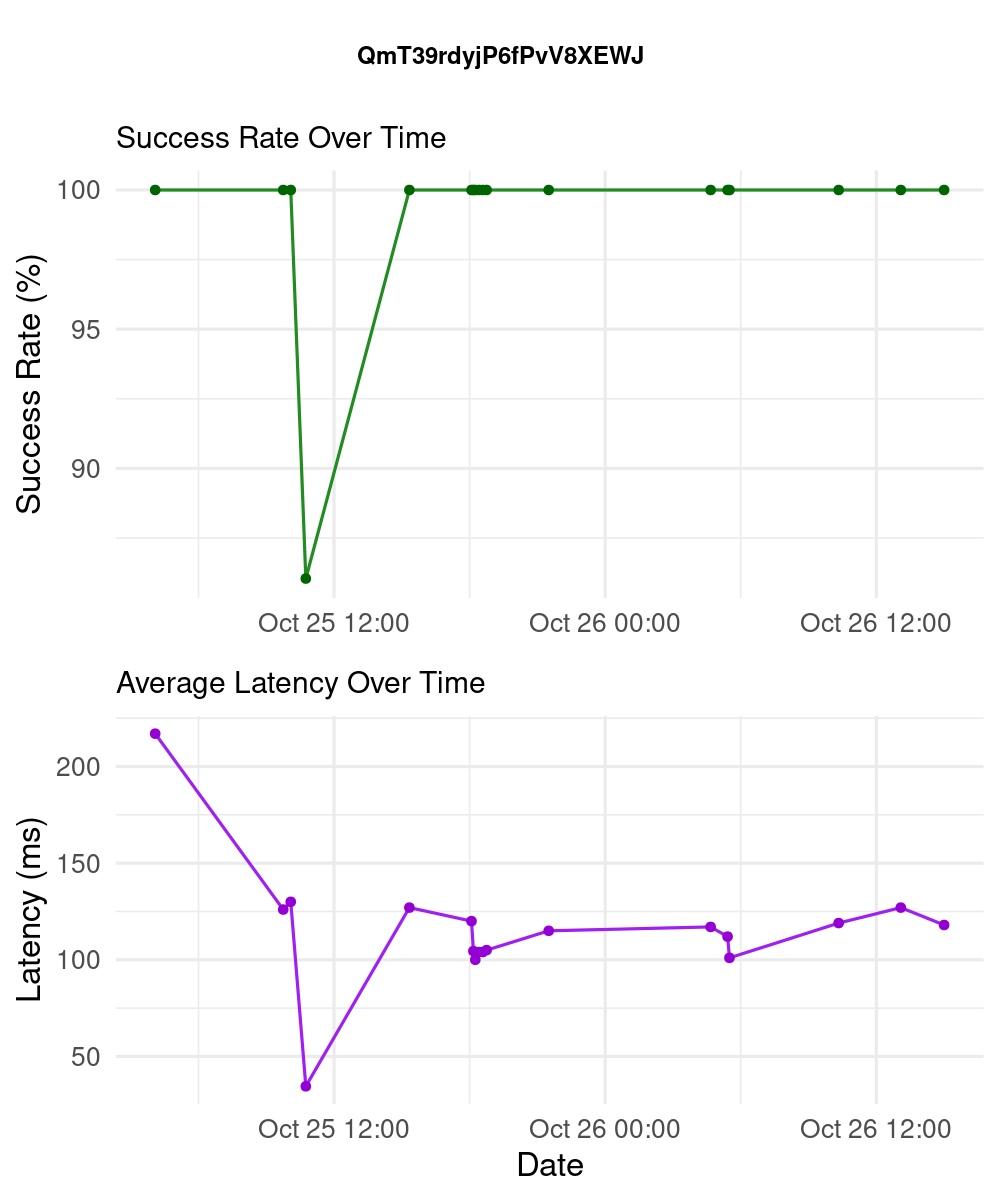 QmT39rdyjP6fPvV8XEWJ
Success Rate Over Time
Success Rate (%)
100
95
90
Oct 25 12:00 Oct 26 00:00 Oct 26 12:00
Average Latency Over Time
Latency (ms)
200
150
100
50
Oct 25 12:00 Oct 26 00:00 Oct 26 12:00
Date